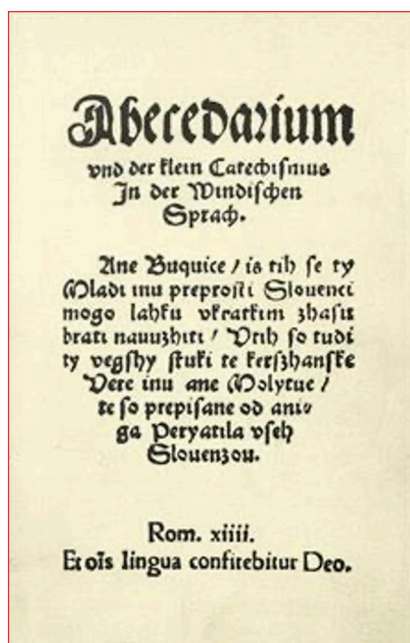 Abecedarium
vnd der klein Catechismus
In der Windischen
Sprach.
Ane Buquice / is tih se ty
Mladi inu preprosti Slouenci
mogo lahku vkratkim zhasu
brati nauuzhiti / Vtih so tudi
ty vegshy stuki te kerszhanske
Vere inu ane Molytue /
te so prepisane od ani-
ga Peryatila vseh
Slouenzou.
Rom. xiiii.
Et oīs lingua confitebitur Deo.